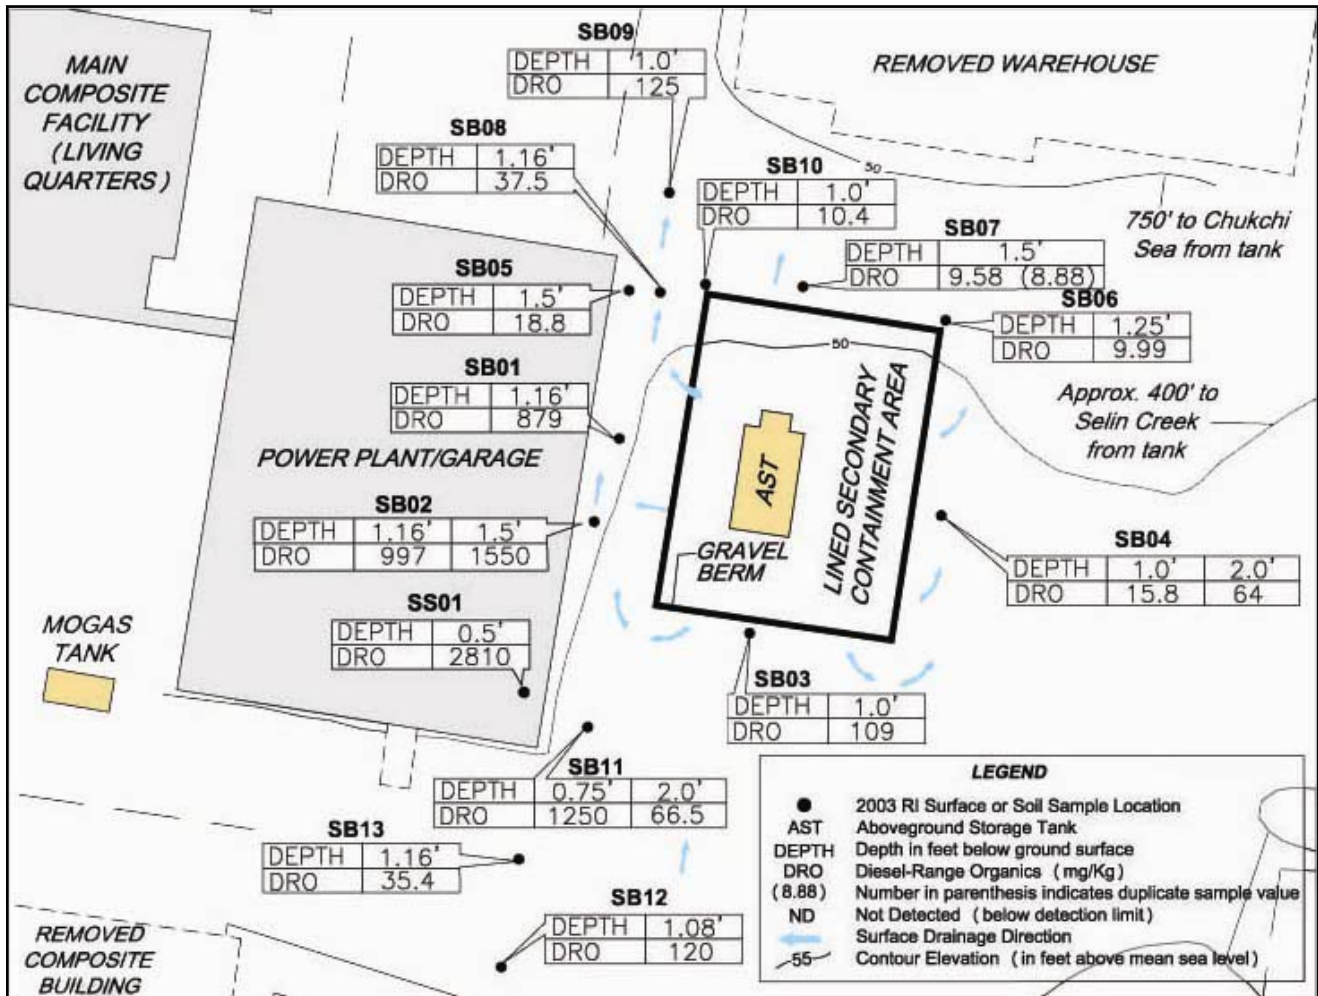 MAIN
COMPOSITE
FACILITY
(LIVING
QUARTERS)
SB09
DEPTH 1.0'
DRO 125
REMOVED WAREHOUSE
SB08
DEPTH 1.16'
DRO 37.5
SB10
DEPTH 1.0'
DRO 10.4
50
750' to Chukchi
Sea from tank
SB07
DEPTH 1.5'
DRO 9.58 (8.88)
SB05
DEPTH 1.5'
DRO 18.8
SB06
DEPTH 1.25'
DRO 9.99
50
SB01
DEPTH 1.16'
DRO 879
Approx. 400' to
Selin Creek
from tank
POWER PLANT/GARAGE
AST
LINED SECONDARY
CONTAINMENT AREA
SB02
DEPTH 1.16' 1.5'
DRO 997 1550
GRAVEL
BERM
SB04
DEPTH 1.0' 2.0'
DRO 15.8 64
SS01
DEPTH 0.5'
DRO 2810
MOGAS
TANK
SB03
DEPTH 1.0'
DRO 109
SB11
DEPTH 0.75' 2.0'
DRO 1250 66.5
SB13
DEPTH 1.16'
DRO 35.4
SB12
DEPTH 1.08'
DRO 120
REMOVED
COMPOSITE
BUILDING
LEGEND
2003 RI Surface or Soil Sample Location
AST Aboveground Storage Tank
DEPTH Depth in feet below ground surface
DRO Diesel-Range Organics (mg/Kg)
(8.88) Number in parenthesis indicates duplicate sample value
ND Not Detected (below detection limit)
Surface Drainage Direction
55 Contour Elevation (in feet above mean sea level)